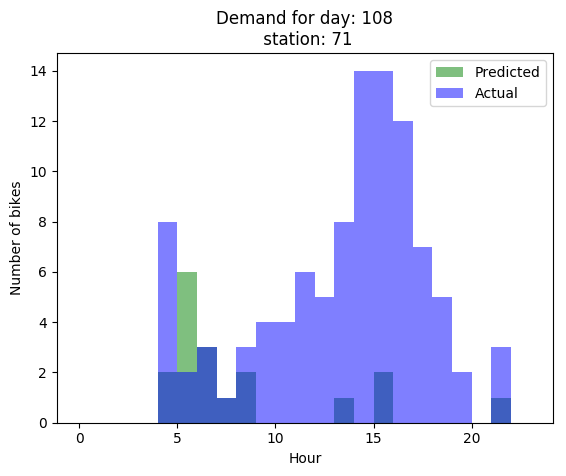 Demand for day: 108
station: 71
Predicted
Actual
Number of bikes
14
12
10
8
6
4
2
0
0 5 10 15 20
Hour